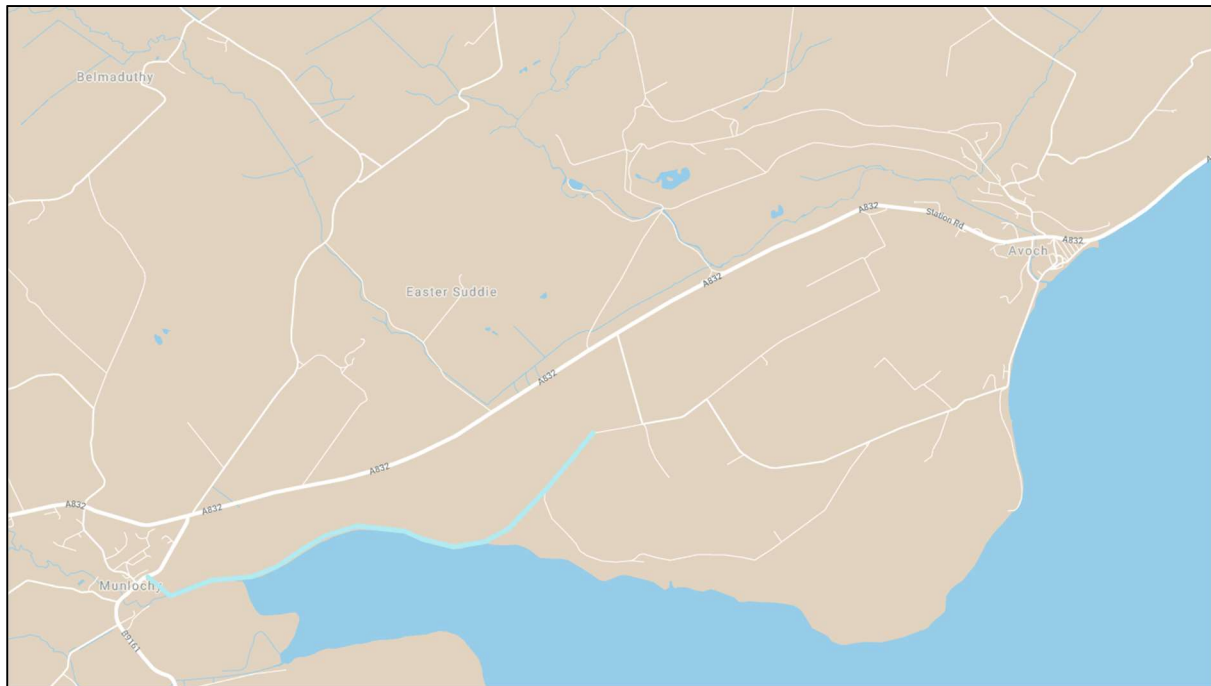 Belmaduthy
A832
Station Rd
A832
Avoch
A832
Easter Suddie
A832
A832
A832
A832
Munlochy
B9161